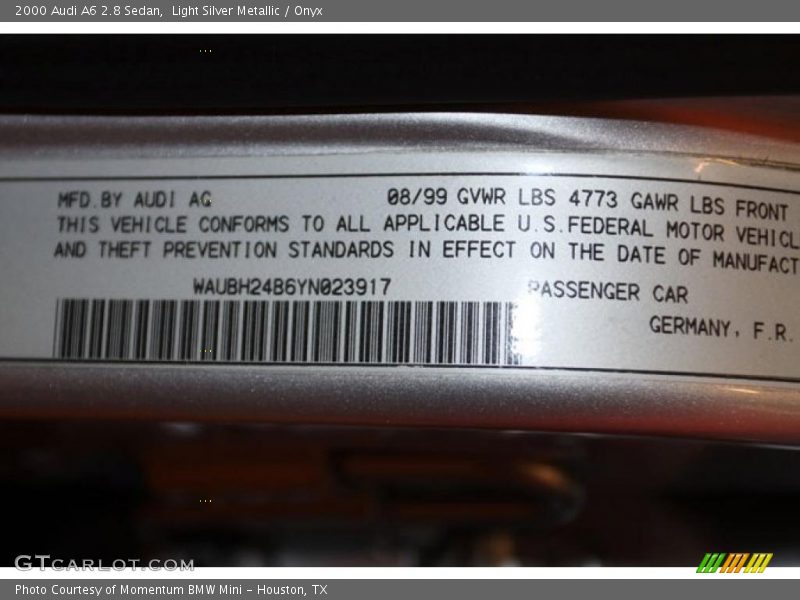 2000 Audi A6 2.8 Sedan, Light Silver Metallic / Onyx
MFD.BY AUDI AG 08/99 GVWR LBS 4773 GAWR LBS FRONT
THIS VEHICLE CONFORMS TO ALL APPLICABLE U.S.FEDERAL MOTOR VEHICL
AND THEFT PREVENTION STANDARDS IN EFFECT ON THE DATE OF MANUFACT
WAUBH24B6YN023917 PASSENGER CAR
GERMANY, F.R.
GTCARLOT.COM
Photo Courtesy of Momentum BMW Mini - Houston, TX